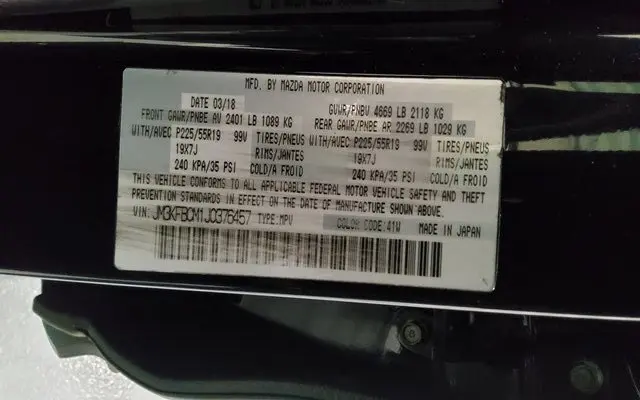 MFD. BY MAZDA MOTOR CORPORATION
DATE 03/18 GVWR/PNBV 4669 LB 2118 KG
FRONT GAWR/PNBE AV 2401 LB 1089 KG REAR GAWR/PNBE AR 2269 LB 1029 KG
WITH/AVEC P225/55R19 99V TIRES/PNEUS WITH/AVEC P225/55R19 99V TIRES/PNEUS
19X7J RIMS/JANTES 19X7J RIMS/JANTES
240 KPA/35 PSI A COLD/A FROID 240 KPA/35 PSI A COLD/A FROID
THIS VEHICLE CONFORMS TO ALL APPLICABLE FEDERAL MOTOR VEHICLE SAFETY AND THEFT
PREVENTION STANDARDS IN EFFECT ON THE DATE OF MANUFACTURE SHOWN ABOVE.
VIN: JM3KFBCM1J0376457 TYPE:MPV COLOR CODE:41W MADE IN JAPAN